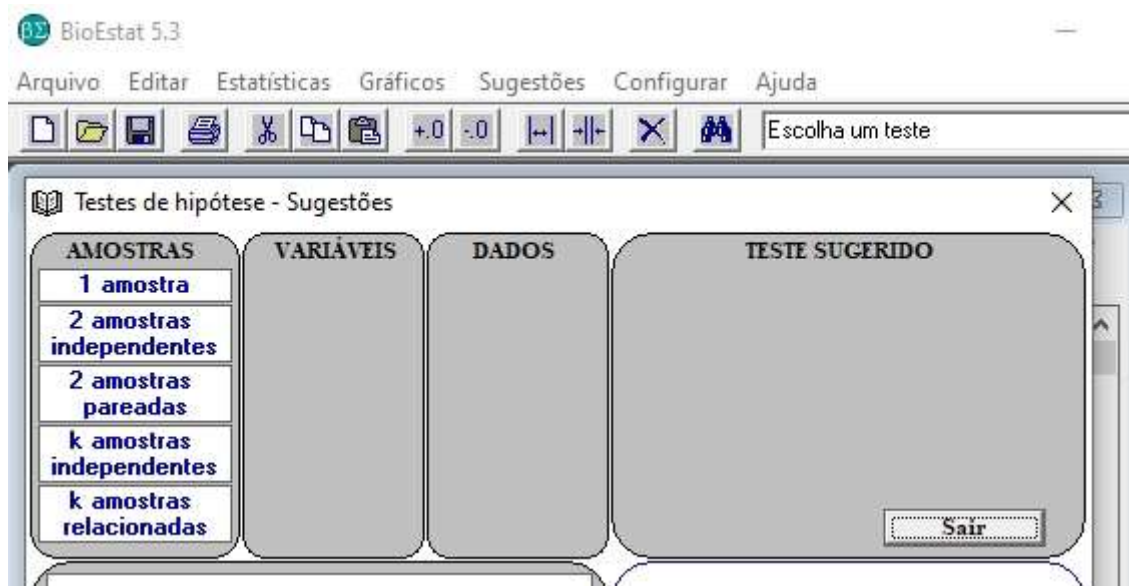 BΣ BioEstat 5.3
Arquivo Editar Estatísticas Gráficos Sugestões Configurar Ajuda
+.0 -.0 Escolha um teste
Testes de hipótese - Sugestões
AMOSTRAS VARIÁVEIS DADOS TESTE SUGERIDO
1 amostra
2 amostras
independentes
2 amostras
pareadas
k amostras
independentes
k amostras
relacionadas
Sair